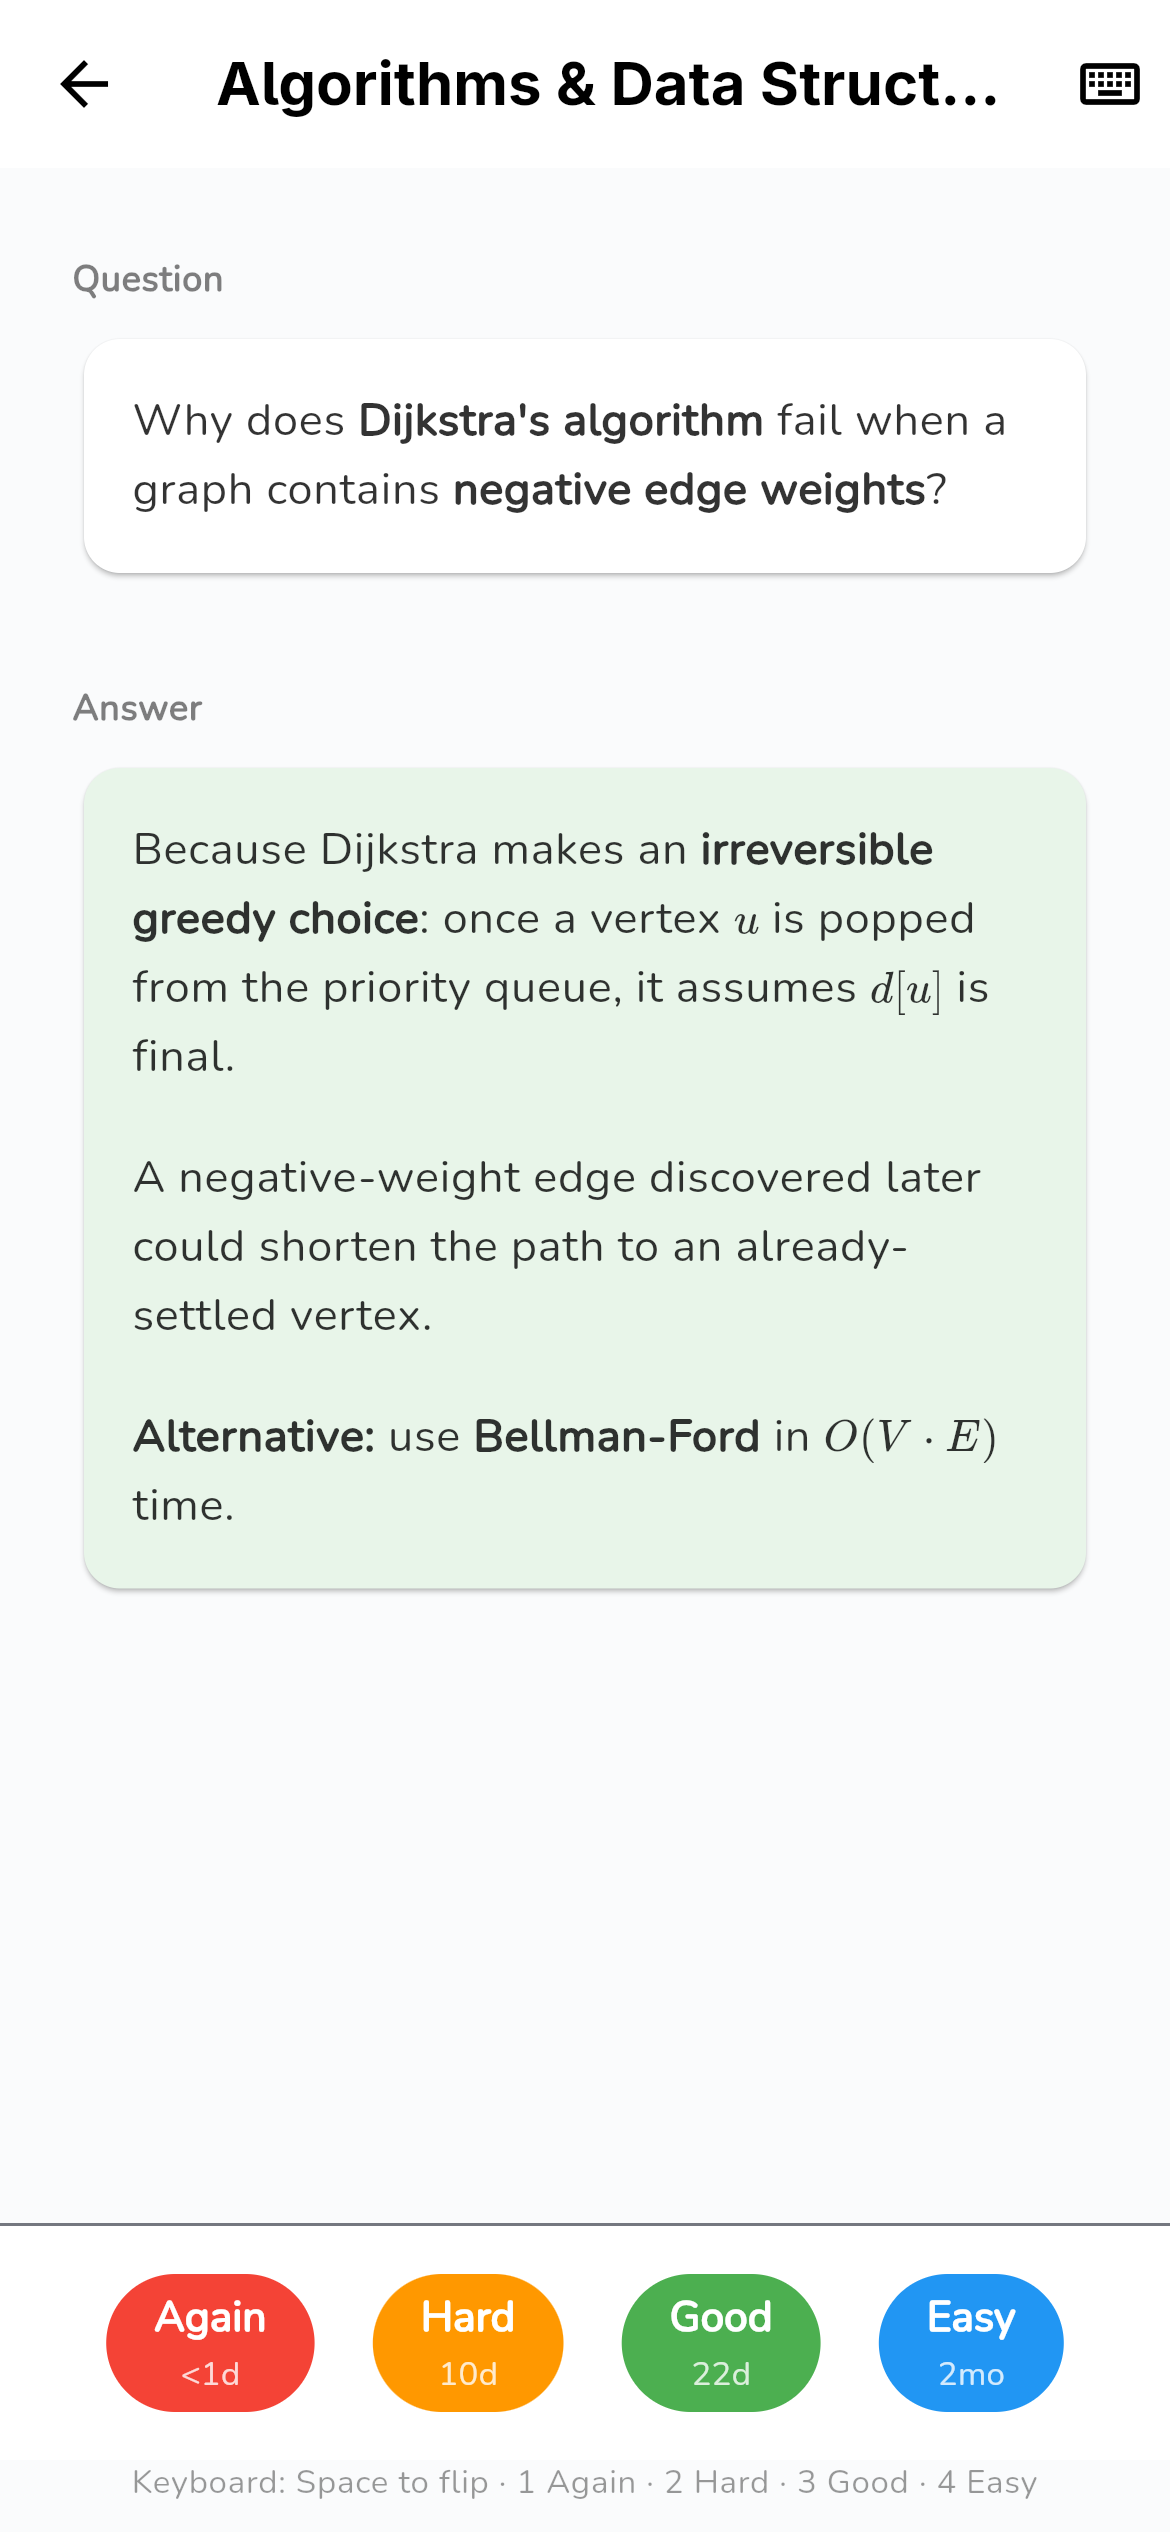 Algorithms & Data Struct...
Question
Why does Dijkstra's algorithm fail when a
graph contains negative edge weights?
Answer
Because Dijkstra makes an irreversible
greedy choice: once a vertex u is popped
from the priority queue, it assumes d[u] is
final.
A negative-weight edge discovered later
could shorten the path to an already-
settled vertex.
Alternative: use Bellman-Ford in O(V · E)
time.
Again Hard Good Easy
<1d 10d 22d 2mo
Keyboard: Space to flip · 1 Again · 2 Hard · 3 Good · 4 Easy